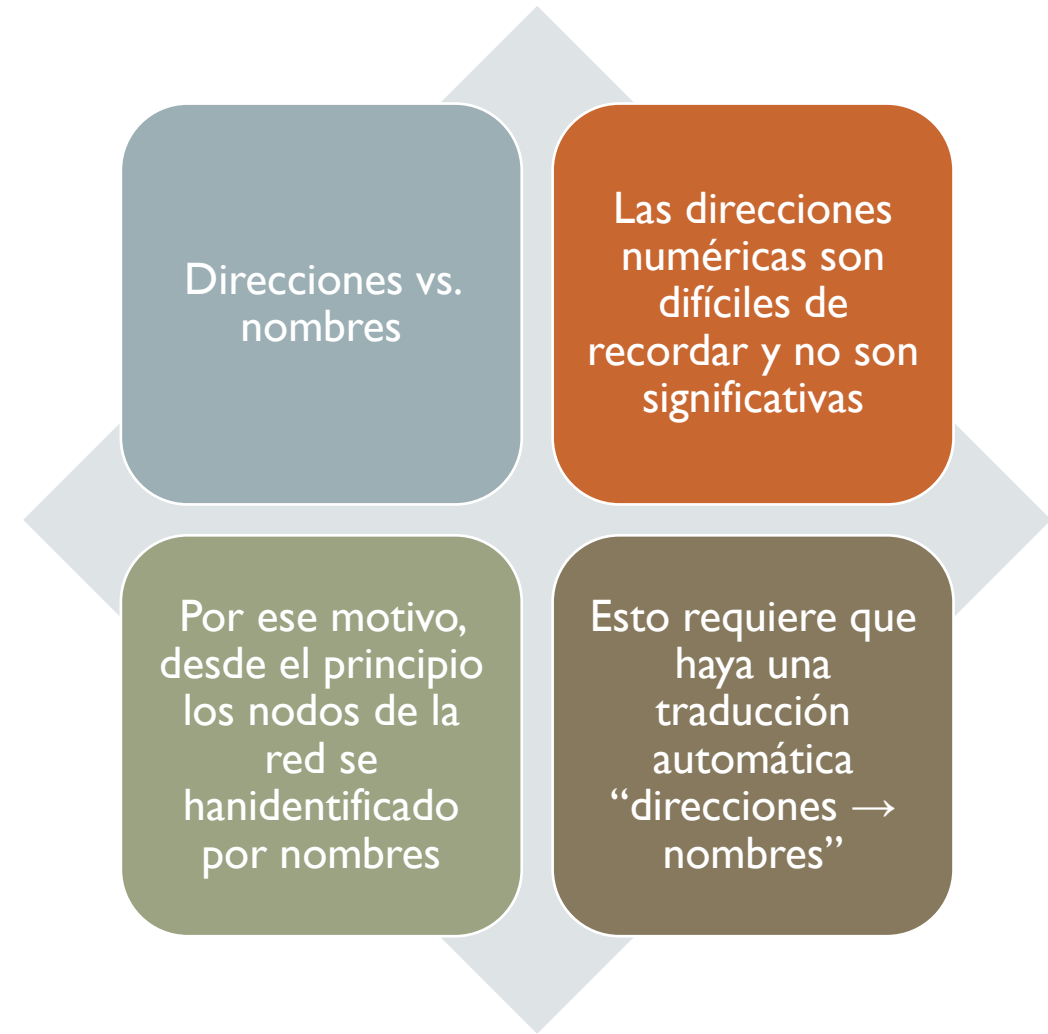 Direcciones vs.
nombres
Las direcciones
numéricas son
difíciles de
recordar y no son
significativas
Por ese motivo,
desde el principio
los nodos de la
red se
hanidentificado
por nombres
Esto requiere que
haya una
traducción
automática
“direcciones →
nombres”